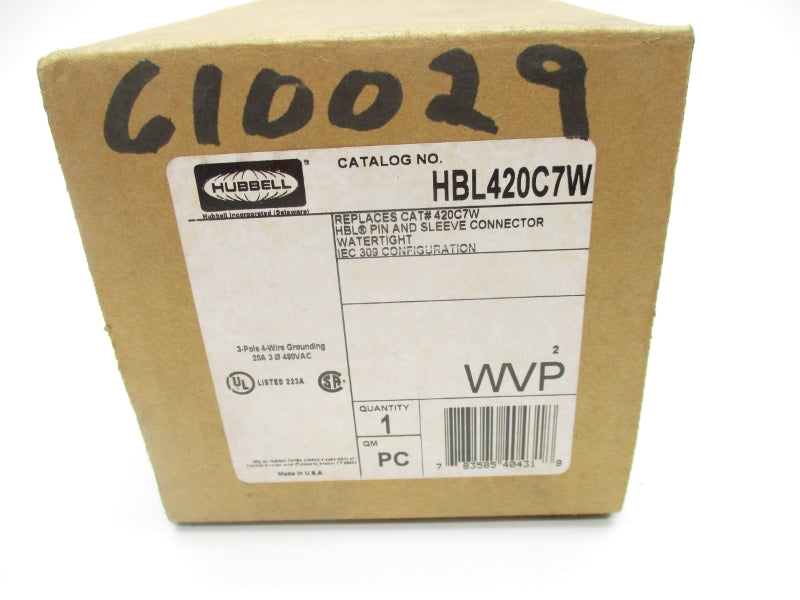 610029
HUBBELL
®
Hubbell Incorporated (Delaware)
CATALOG NO.
HBL420C7W
REPLACES CAT# 420C7W
HBL® PIN AND SLEEVE CONNECTOR
WATERTIGHT
IEC 309 CONFIGURATION
3-Pole 4-Wire Grounding
20A 3 Ø 480VAC
UL LISTED 223A SA
®
2
WVP
QUANTITY
1
QM
PC
7 83585 40431 8
Made in U.S.A.